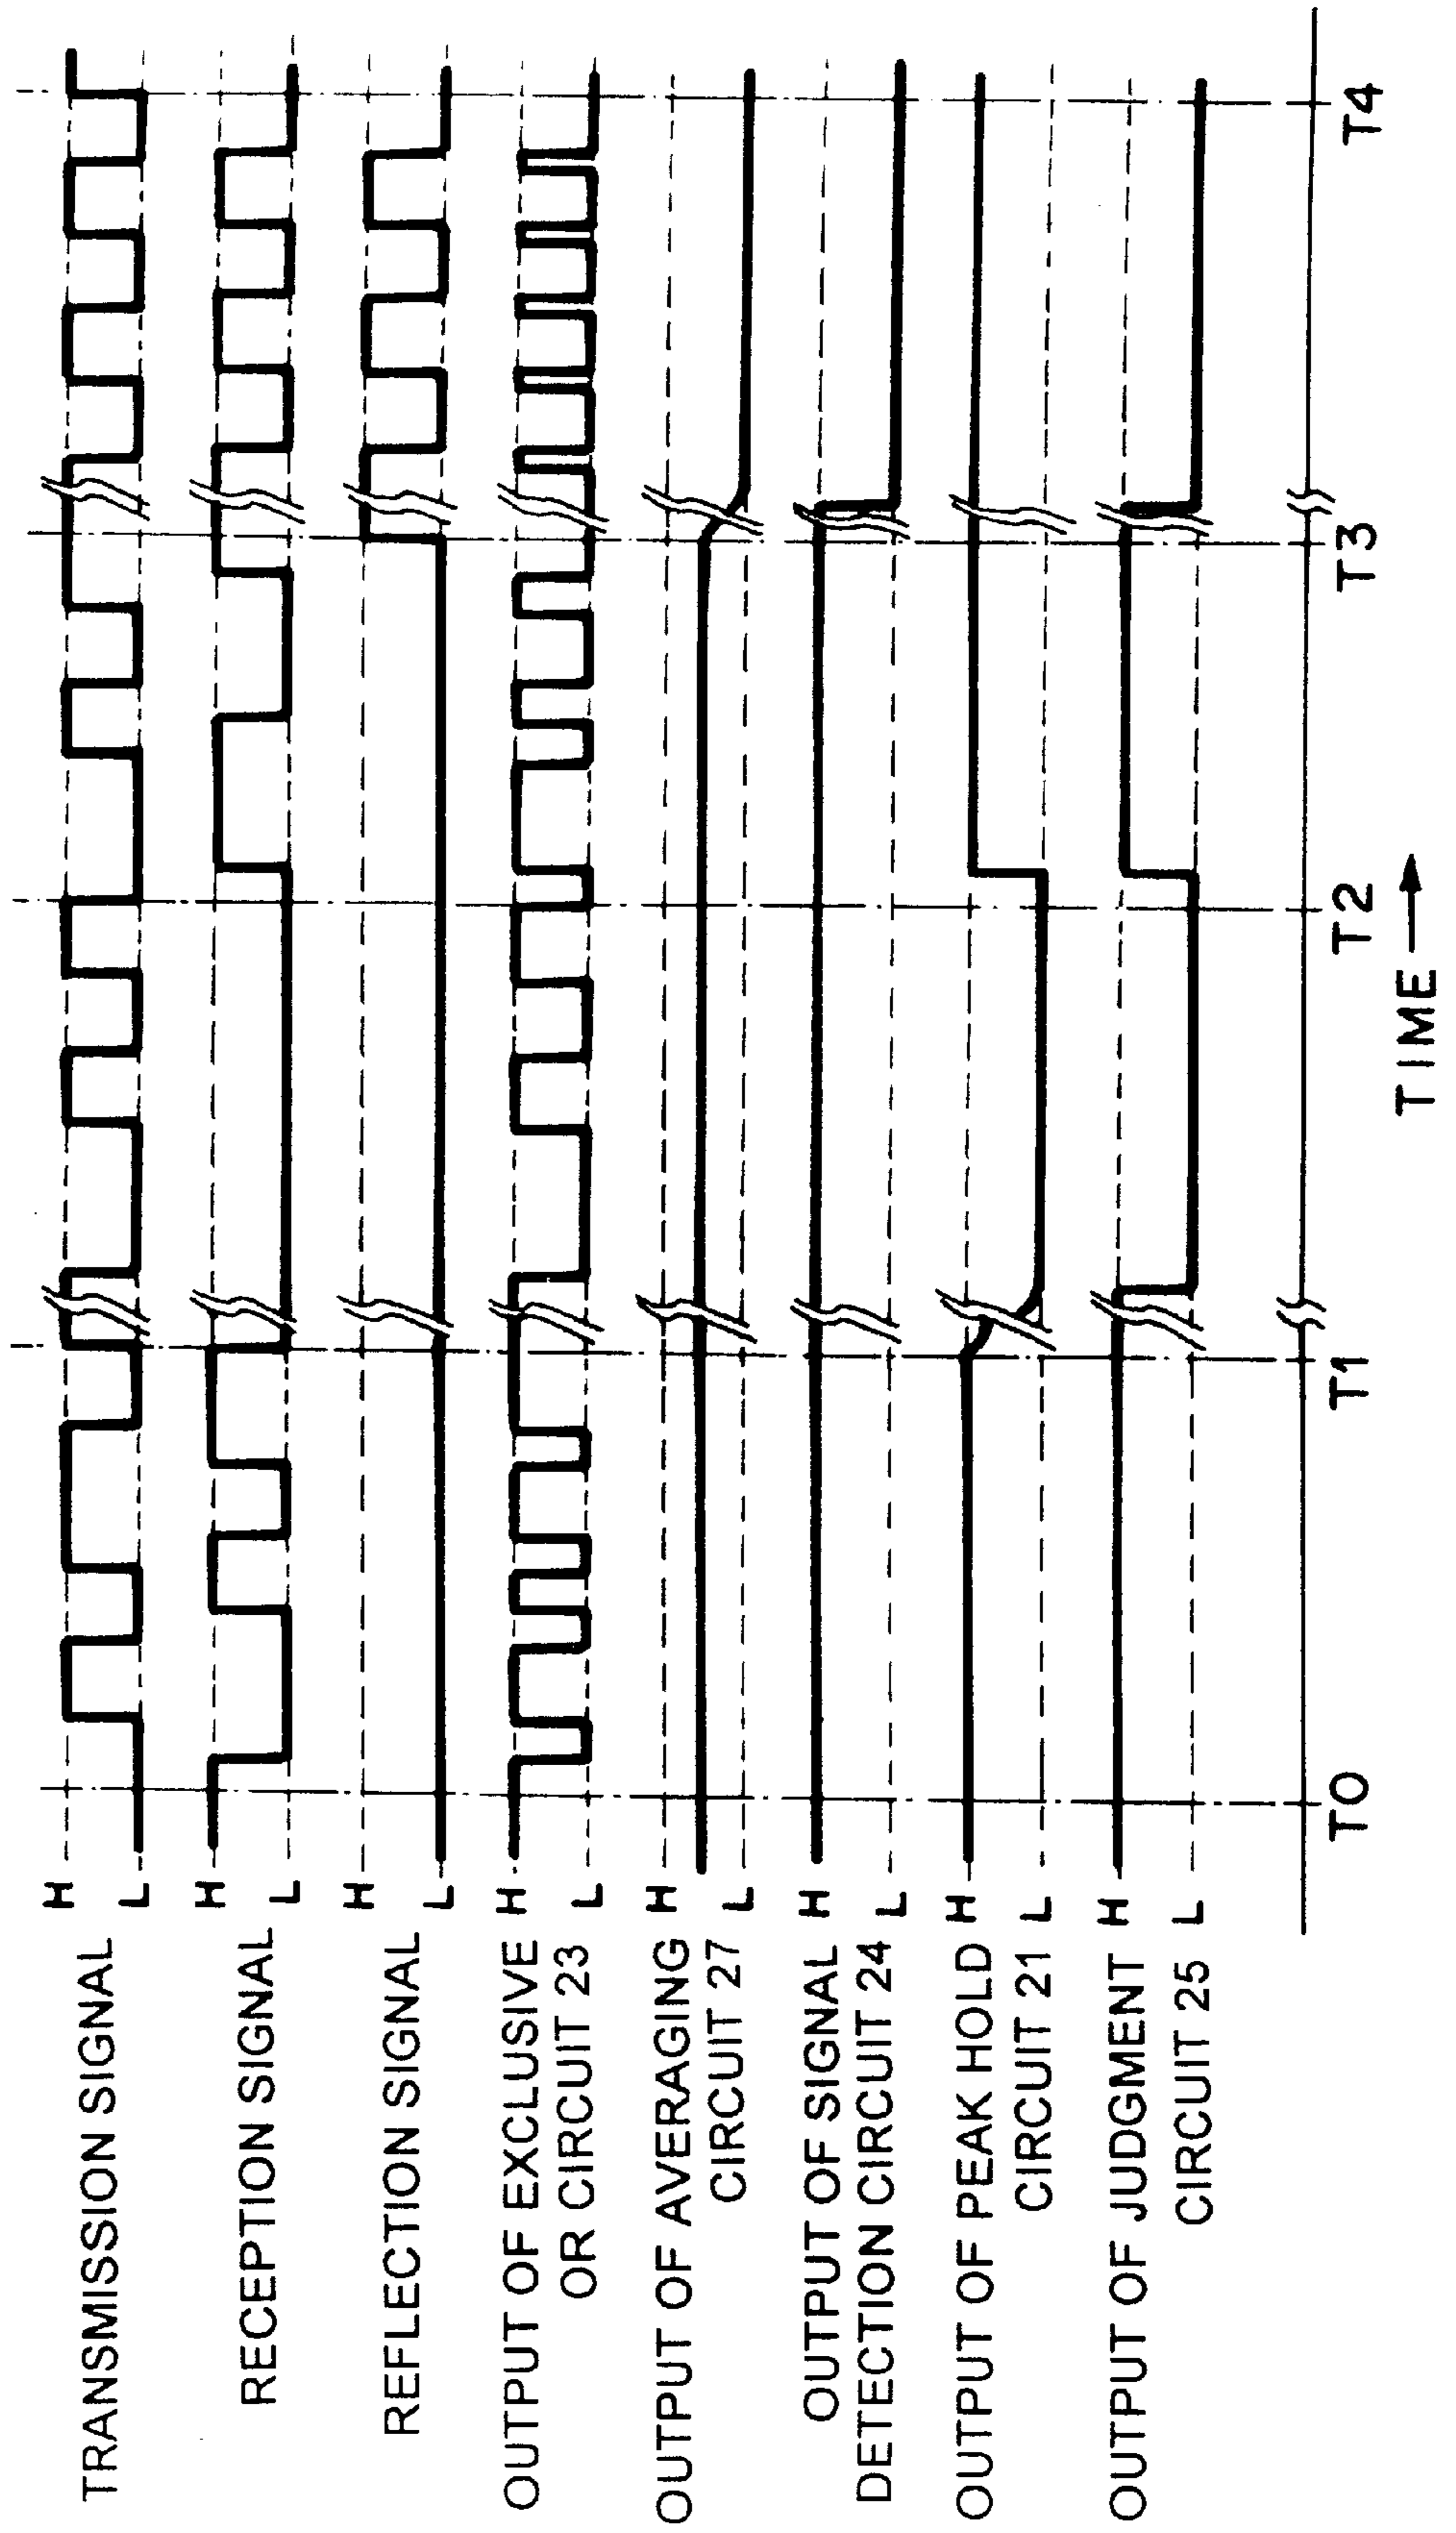 TRANSMISSION SIGNAL
H
L
RECEPTION SIGNAL
H
L
REFLECTION SIGNAL
H
L
OUTPUT OF EXCLUSIVE
OR CIRCUIT 23
H
L
OUTPUT OF AVERAGING
CIRCUIT 27
H
L
OUTPUT OF SIGNAL
DETECTION CIRCUIT 24
H
L
OUTPUT OF PEAK HOLD
CIRCUIT 21
H
L
OUTPUT OF JUDGMENT
CIRCUIT 25
H
L
T0
T1
T2
T3
T4
TIME